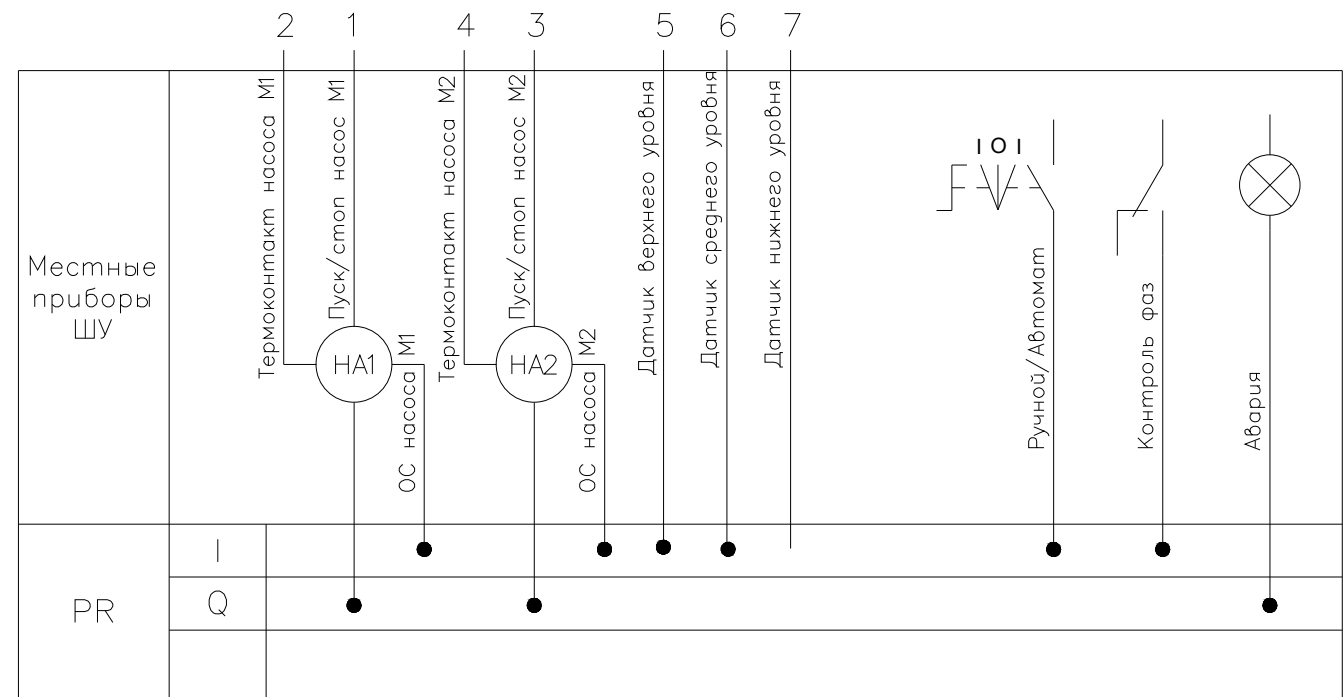 2
1
4
3
5
6
7
Термоконтакт насоса М1
Пуск/стоп насос М1
Термоконтакт насоса М2
Пуск/стоп насос М2
Датчик верхнего уровня
Датчик среднего уровня
Датчик нижнего уровня
I O I
Местные
приборы
ШУ
НА1
ОС насоса М1
НА2
ОС насоса М2
Ручной/Автомат
Контроль фаз
Авария
PR
I
Q